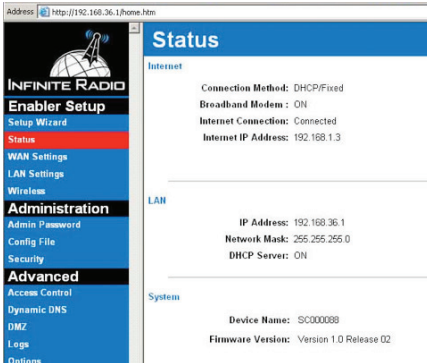 Address http://192.168.36.1/home.htm
INFINITE RADIO
Enabler Setup
Setup Wizard
Status
WAN Settings
LAN Settings
Wireless
Administration
Admin Password
Config File
Security
Advanced
Access Control
Dynamic DNS
DMZ
Logs
Options
Status
Internet
Connection Method: DHCP/Fixed
Broadband Modem : ON
Internet Connection: Connected
Internet IP Address: 192.168.1.3
LAN
IP Address: 192.168.36.1
Network Mask: 255.255.255.0
DHCP Server: ON
System
Device Name: SC000088
Firmware Version: Version 1.0 Release 02